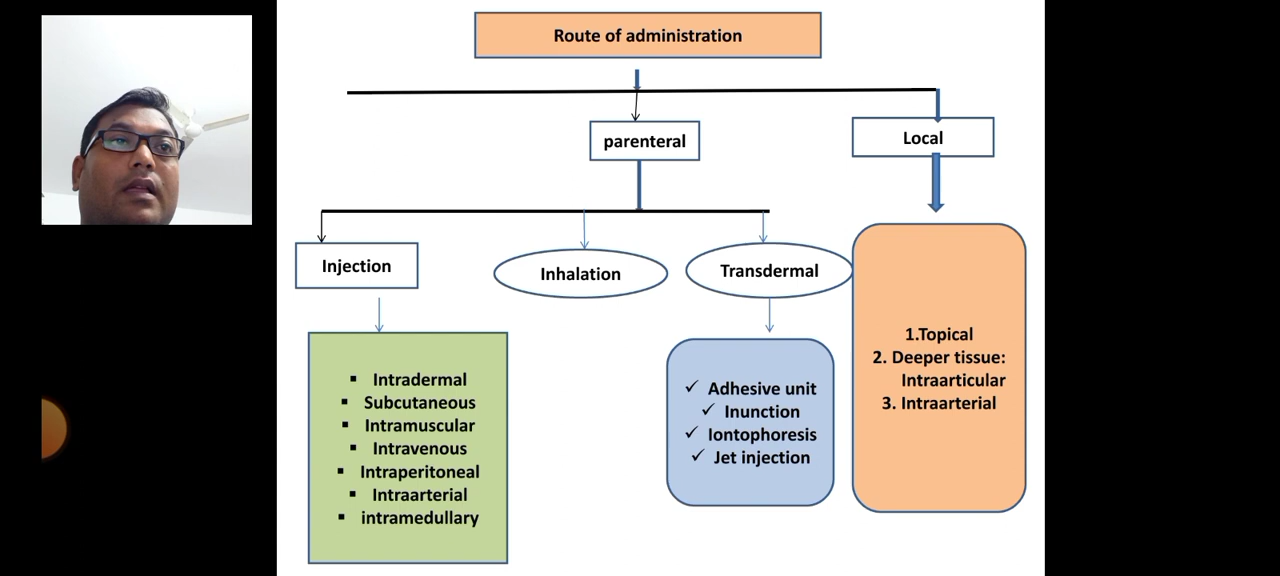 Route of administration
parenteral
Local
Injection
Inhalation
Transdermal
Intradermal
Subcutaneous
Intramuscular
Intravenous
Intraperitoneal
Intraarterial
intramedullary
Adhesive unit
Inunction
Iontophoresis
Jet injection
1.Topical
2. Deeper tissue:
Intraarticular
3. Intraarterial